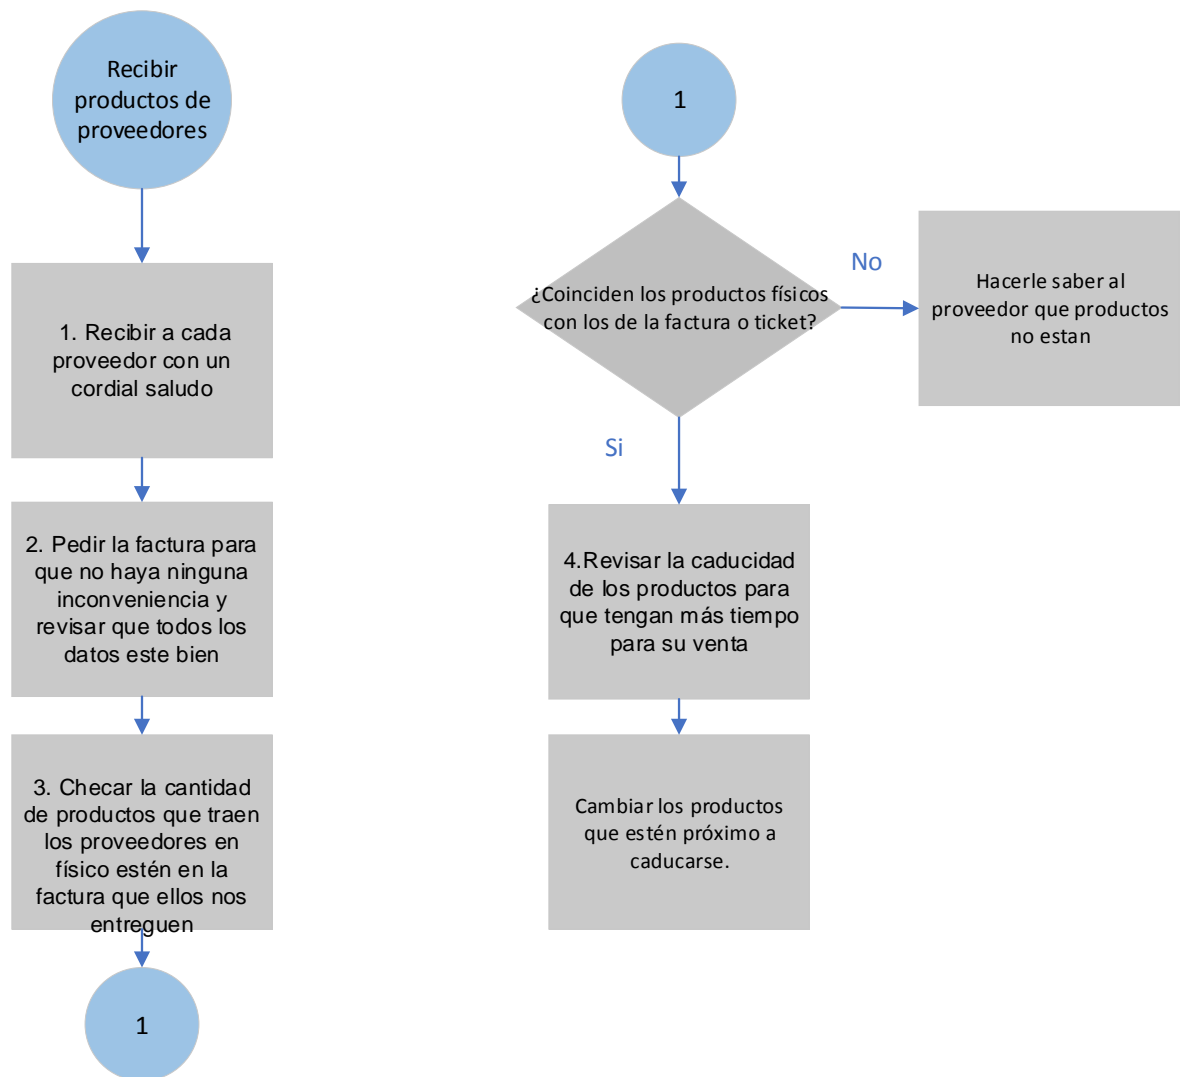 Recibir
productos de
proveedores
1. Recibir a cada
proveedor con un
cordial saludo
2. Pedir la factura para
que no haya ninguna
inconveniencia y
revisar que todos los
datos este bien
3. Checar la cantidad
de productos que traen
los proveedores en
físico estén en la
factura que ellos nos
entreguen
1
1
¿Coinciden los productos físicos
con los de la factura o ticket?
No
Hacerle saber al
proveedor que productos
no estan
Si
4.Revisar la caducidad
de los productos para
que tengan más tiempo
para su venta
Cambiar los productos
que estén próximo a
caducarse.